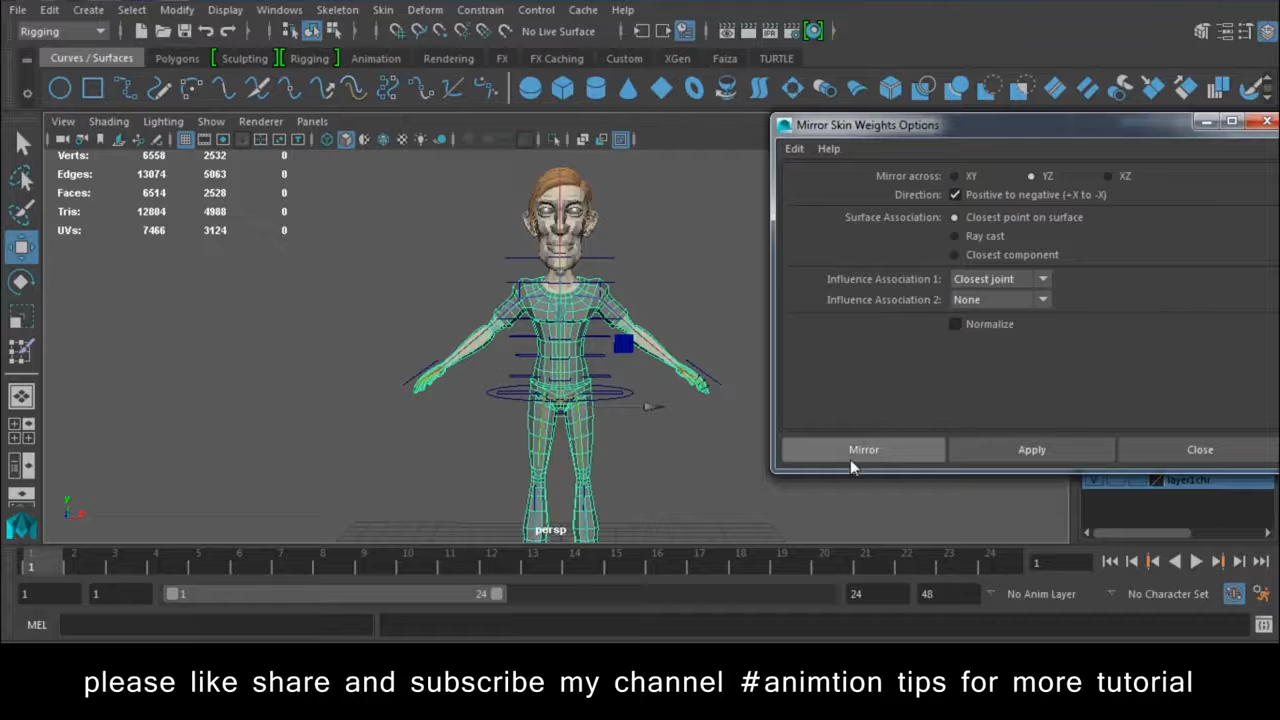 File Edit Create Select Modify Display Windows Skeleton Skin Deform Constrain Control Cache Help
Rigging No Live Surface
Curves / Surfaces Polygons Sculpting Rigging Animation Rendering FX FX Caching Custom XGen Faiza TURTLE
View Shading Lighting Show Renderer Panels
Verts: 6558 2532 0
Edges: 13074 5063 0
Faces: 6514 2528 0
Tris: 12804 4988 0
UVs: 7466 3124 0
Mirror Skin Weights Options
Edit Help
Mirror across: XY YZ XZ
Direction: Positive to negative (+X to -X)
Surface Association: Closest point on surface
Ray cast
Closest component
Influence Association 1: Closest joint
Influence Association 2: None
Normalize
Mirror Apply Close
V layer1chr
y
persp
1 2 3 4 5 6 7 8 9 10 11 12 13 14 15 16 17 18 19 20 21 22 23 24
1 1
1 1 1 24 24 48 No Anim Layer No Character Set
MEL
please like share and subscribe my channel #animtion tips for more tutorial